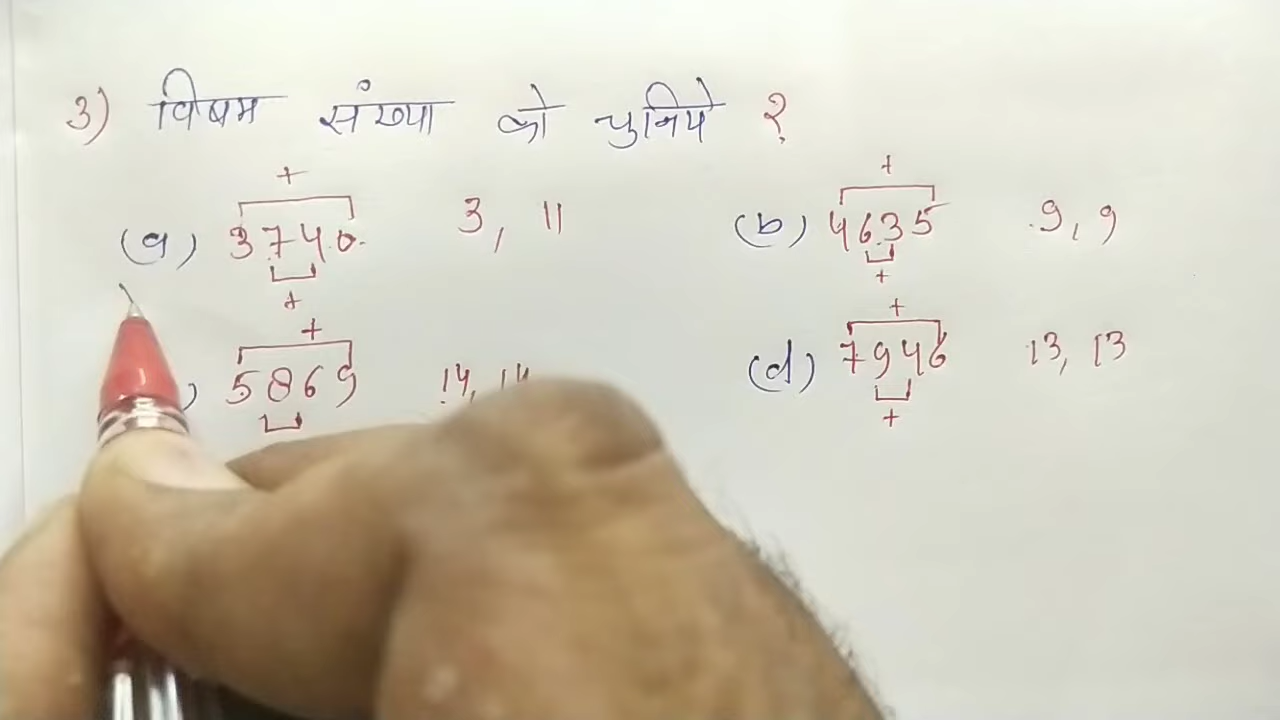 3) विषम संख्या को चुनिये ?
+ +
(a) 3740 3, 11 (b) 4635 9, 9
+ +
+ +
) 5869 14, 14 (d) 7946 13, 13
+